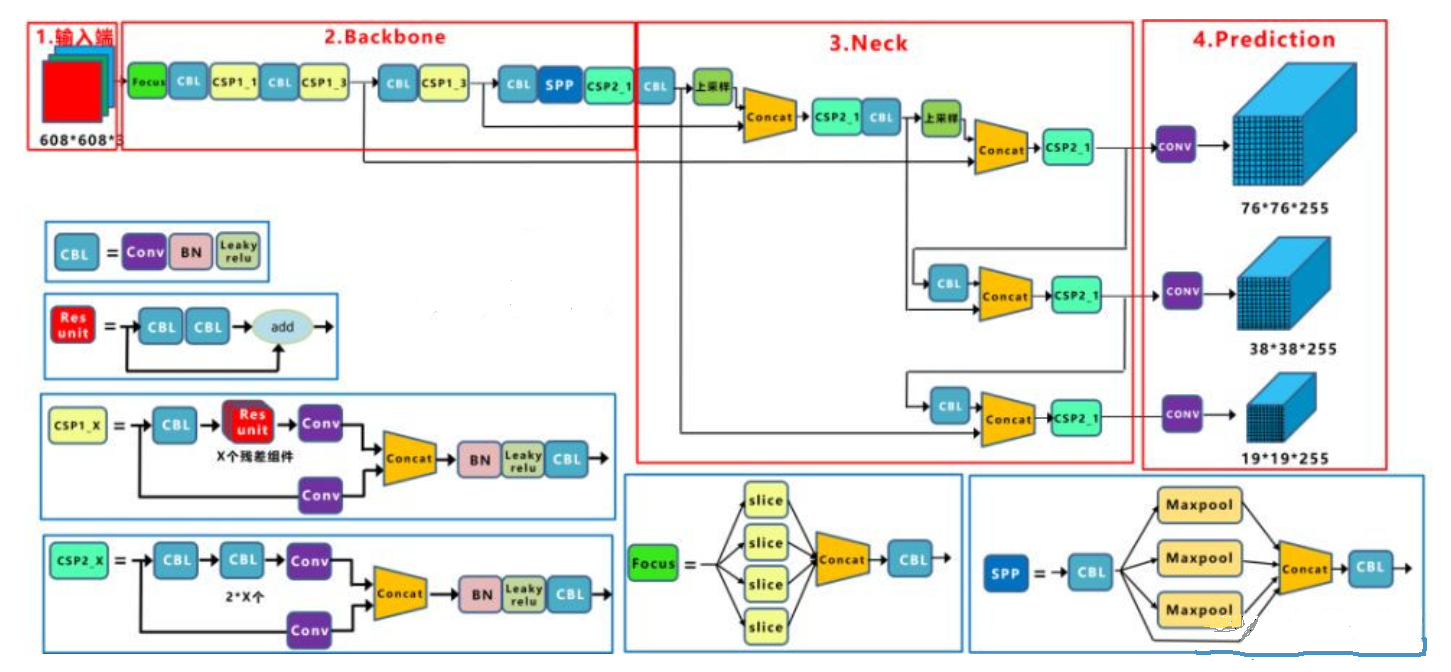 1.输入端
2.Backbone
3.Neck
4.Prediction
608*608*3
Focus CBL CSP1_1 CBL CSP1_3 CBL CSP1_3 CBL SPP CSP2_1 CBL 上采样
Concat CSP2_1 CBL 上采样
Concat CSP2_1 CONV
76*76*255
CBL Concat CSP2_1 CONV
38*38*255
CBL Concat CSP2_1 CONV
19*19*255
CBL = Conv BN Leaky
relu
Res
unit = CBL CBL add
CSP1_X = CBL Res
unit Conv
X个残差组件
Conv
Concat BN Leaky
relu CBL
CSP2_X = CBL CBL Conv
2*X个
Conv
Concat BN Leaky
relu CBL
Focus = slice
slice
slice
slice
Concat CBL
SPP = CBL Maxpool
Maxpool
Maxpool
Concat CBL